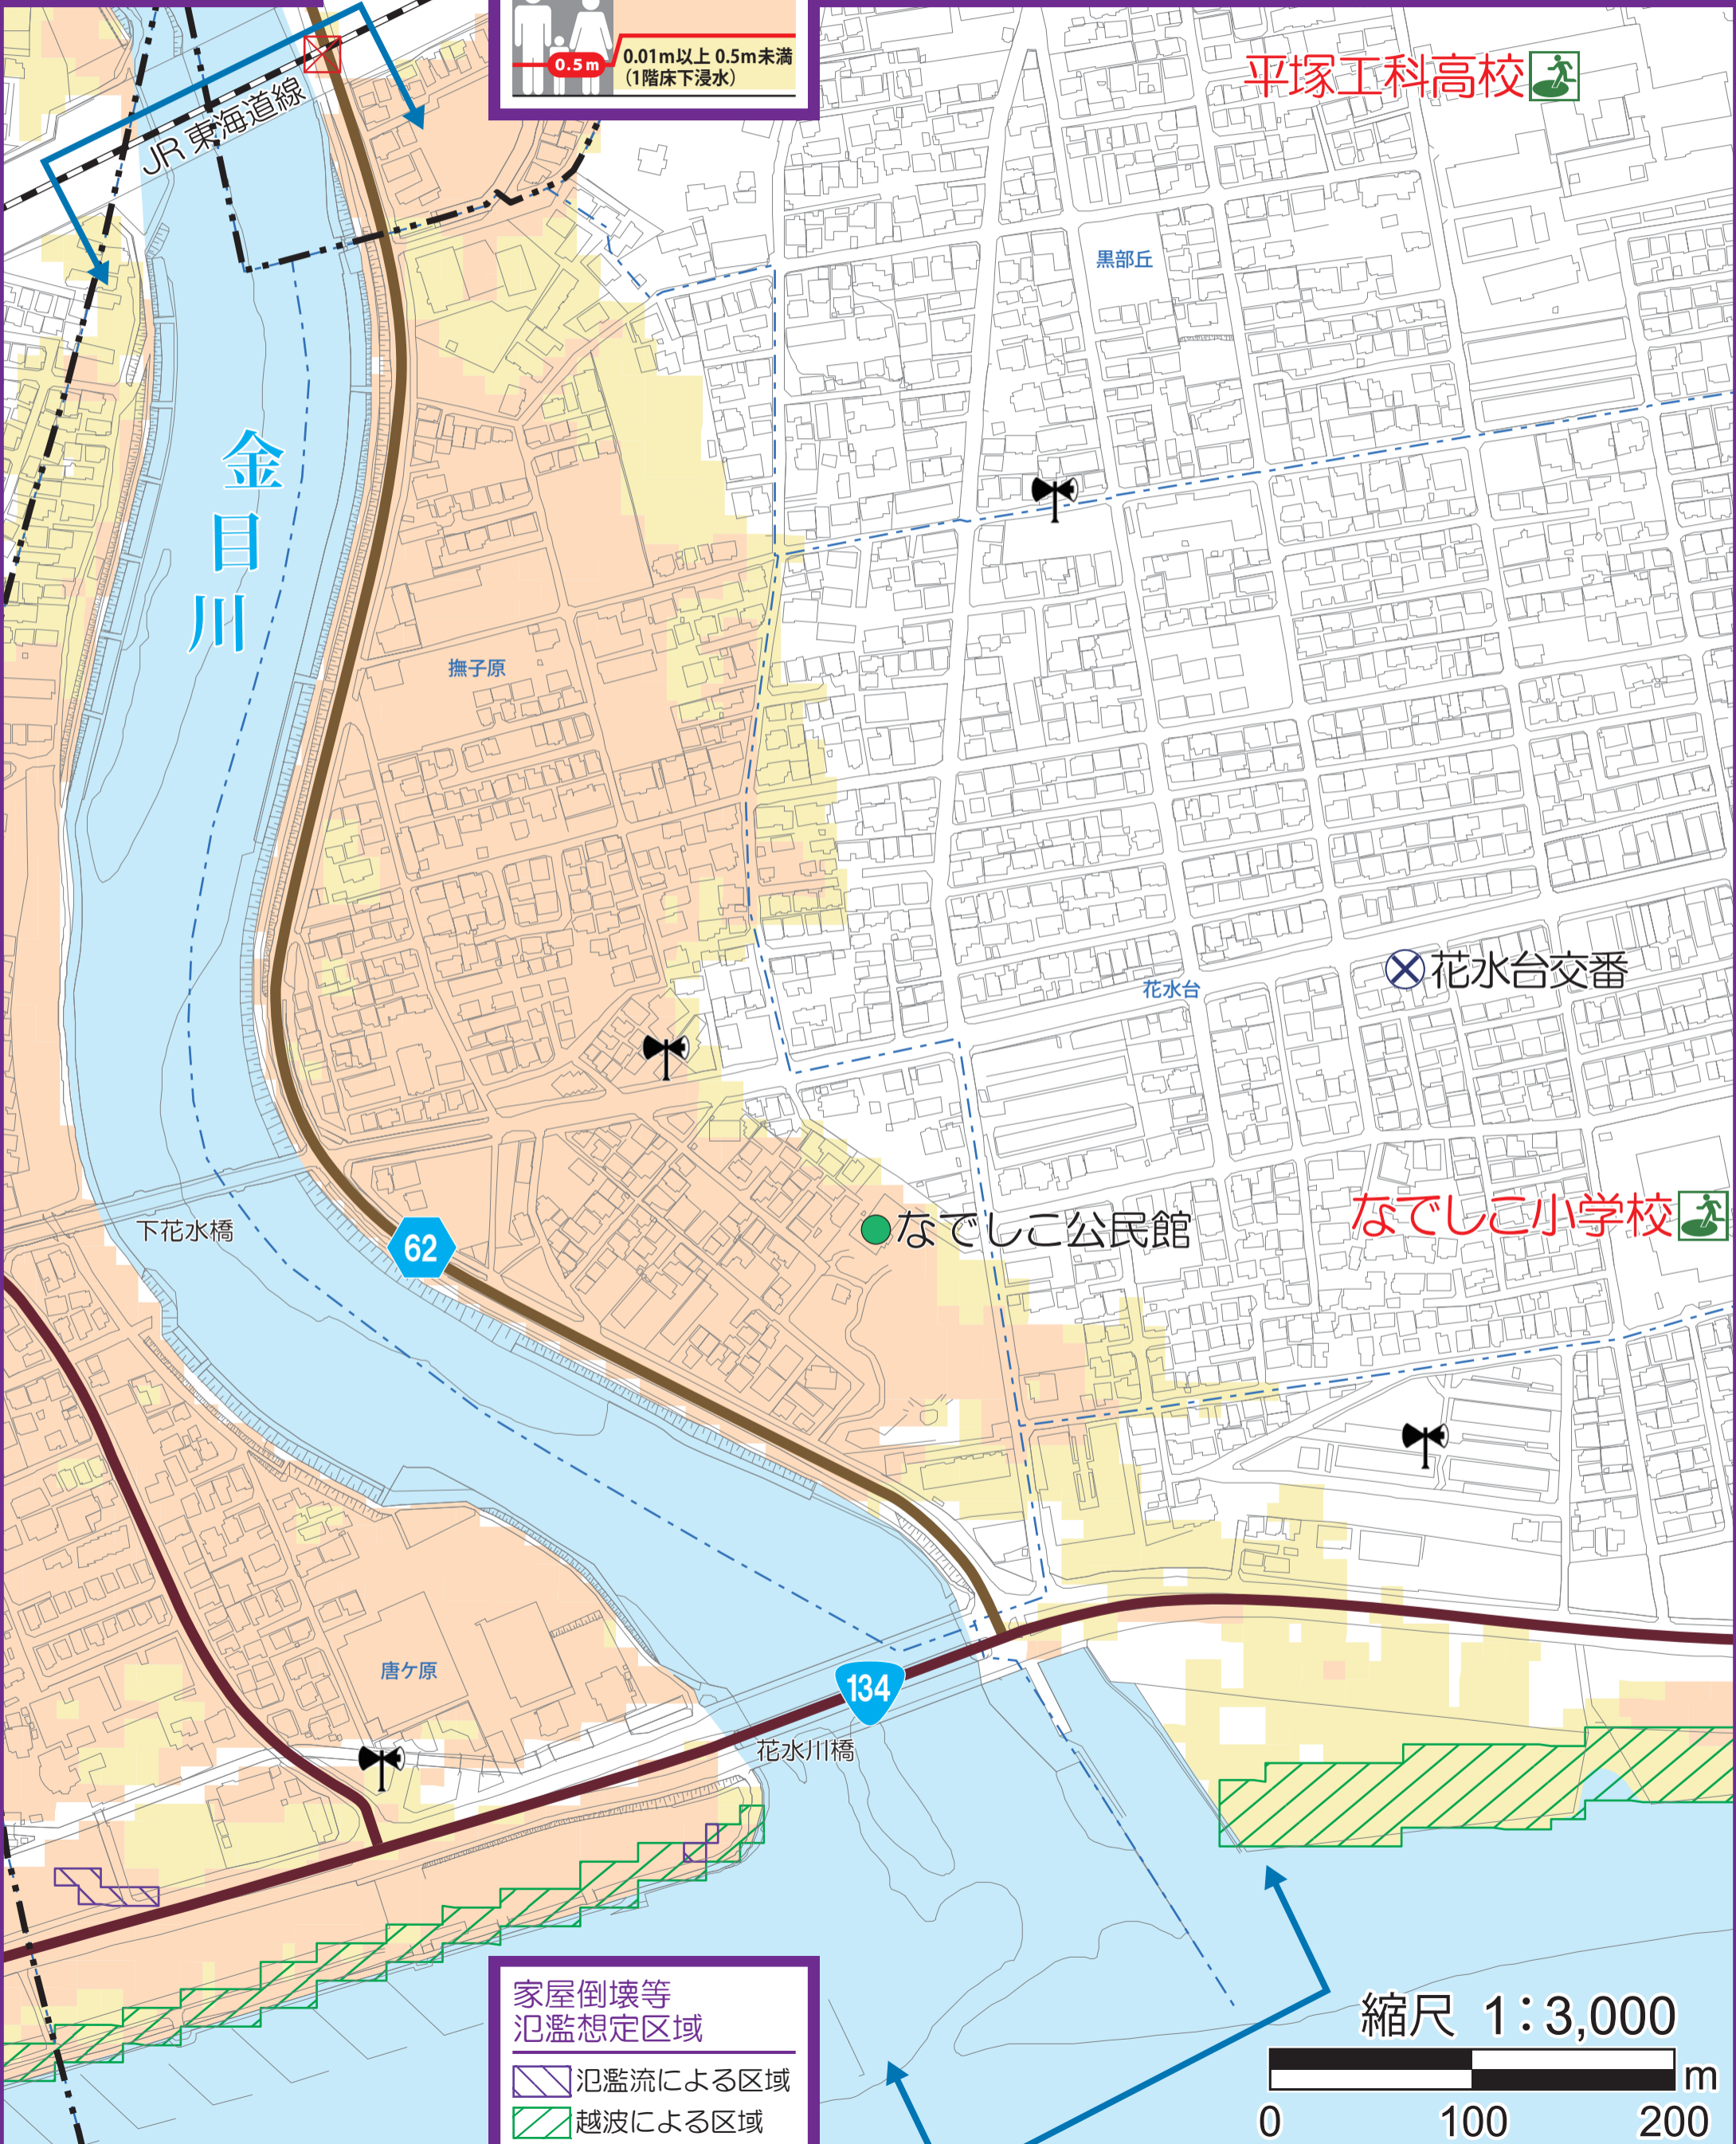 0.5m
0.01m以上 0.5m未満
(1階床下浸水)
平塚工科高校
JR 東海道線
黒部丘
金目川
撫子原
花水台交番
花水台
なでしこ小学校
なでしこ公民館
下花水橋
62
唐ケ原
134
花水川橋
家屋倒壊等
氾濫想定区域
氾濫流による区域
越波による区域
縮尺 1:3,000
m
0 100 200